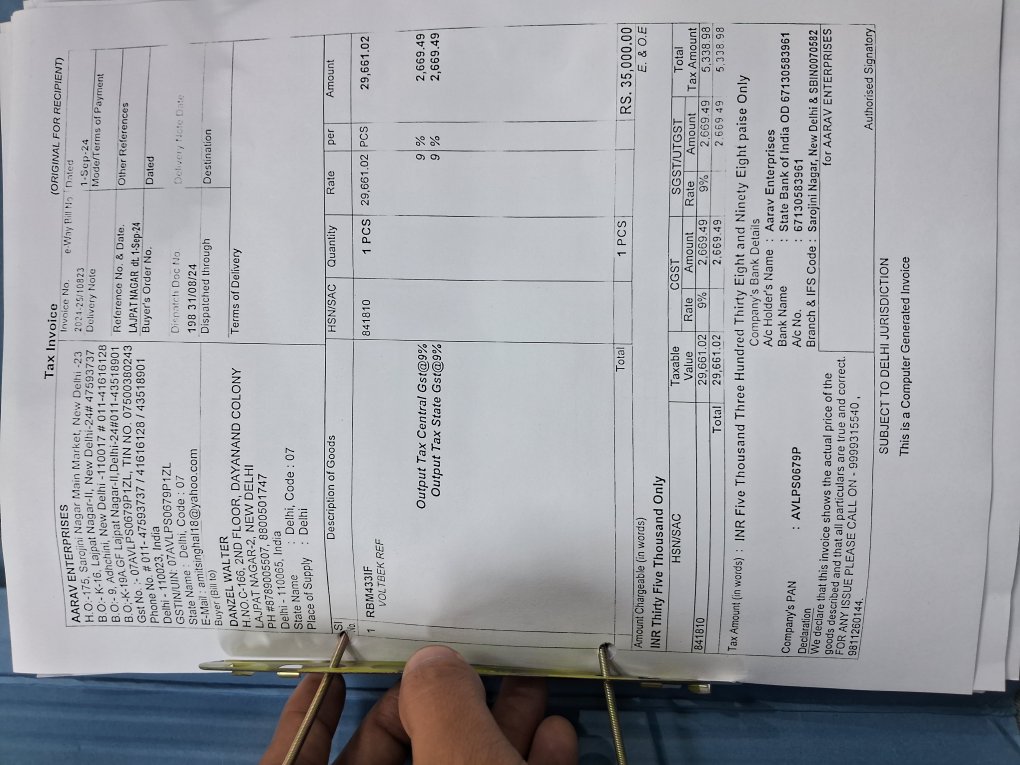 Tax Invoice
(ORIGINAL FOR RECIPIENT)
AARAV ENTERPRISES
H.O.-175, Sarojini Nagar Main Market, New Delhi -23
B.O:- K-16, Lajpat Nagar-II, New Delhi-24# 47593737
B.O:- 9, Adhchini, New Delhi -110017 # 011-41616128
B.O;-K-19A,GF Lajpat Nagar-II,Delhi-24#011-43518901
Gst No. :- 07AVLPS0679P1ZL, TIN NO. 07500380243
Phone No. # 011- 47593737 / 41616128 / 43518901
Delhi - 110023, India
GSTIN/UIN: 07AVLPS0679P1ZL
State Name : Delhi, Code : 07
E-Mail : amitsinghal18@yahoo.com
Invoice No. e-Way Bill No Dated
2024-25/10823 1-Sep-24
Delivery Note Mode/Terms of Payment
Reference No. & Date. Other References
LAJPAT NAGAR dt. 1-Sep-24
Buyer's Order No. Dated
Dispatch Doc No. Delivery Note Date
198 31/08/24
Dispatched through Destination
Terms of Delivery
Buyer (Bill to)
DANZEL WALTER
H.NO.C-166, 2ND FLOOR, DAYANAND COLONY
LAJPAT NAGAR-2, NEW DELHI
PH #8789005507, 8800501747
Delhi - 110065, India
State Name : Delhi, Code : 07
Place of Supply : Delhi
Sl No Description of Goods HSN/SAC Quantity Rate per Amount
1 RBM433IF 841810 1 PCS 29,661.02 PCS 29,661.02
VOLTBEK REF
Output Tax Central Gst@9% 9 % 2,669.49
Output Tax State Gst@9% 9 % 2,669.49
Total 1 PCS RS. 35,000.00
Amount Chargeable (in words) E. & O.E
INR Thirty Five Thousand Only
HSN/SAC Taxable Value CGST SGST/UTGST Total Tax Amount
Rate Amount Rate Amount
841810 29,661.02 9% 2,669.49 9% 2,669.49 5,338.98
Total 29,661.02 2,669.49 2,669.49 5,338.98
Tax Amount (in words) : INR Five Thousand Three Hundred Thirty Eight and Ninety Eight paise Only
Company's Bank Details
A/c Holder's Name : Aarav Enterprises
Bank Name : State Bank of India OD 67130583961
A/c No. : 67130583961
Branch & IFS Code : Sarojini Nagar, New Delhi & SBIN0070582
Company's PAN : AVLPS0679P
Declaration
We declare that this invoice shows the actual price of the
goods described and that all particulars are true and correct.
FOR ANY ISSUE PLEASE CALL ON - 9999315540 ,
9811260144.
for AARAV ENTERPRISES
Authorised Signatory
SUBJECT TO DELHI JURISDICTION
This is a Computer Generated Invoice